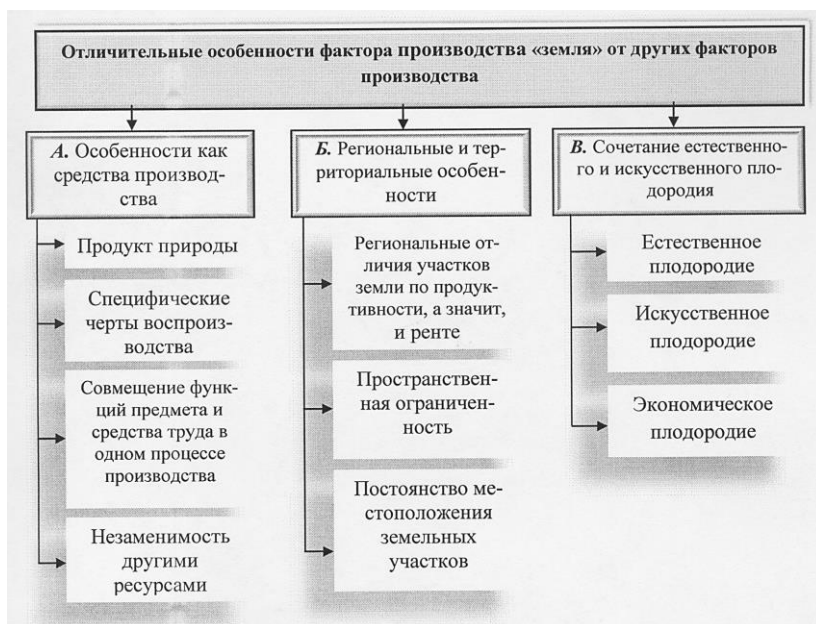 Отличительные особенности фактора производства «земля» от других факторов
производства
А. Особенности как
средства производ-
ства
Продукт природы
Специфические
черты воспроиз-
водства
Совмещение функ-
ций предмета и
средства труда в
одном процессе
производства
Незаменимость
другими
ресурсами
Б. Региональные и тер-
риториальные особен-
ности
Региональные от-
личия участков
земли по продук-
тивности, а значит,
и ренте
Пространствен-
ная ограничен-
ность
Постоянство ме-
стоположения
земельных
участков
В. Сочетание естественно-
го и искусственного пло-
дородия
Естественное
плодородие
Искусственное
плодородие
Экономическое
плодородие